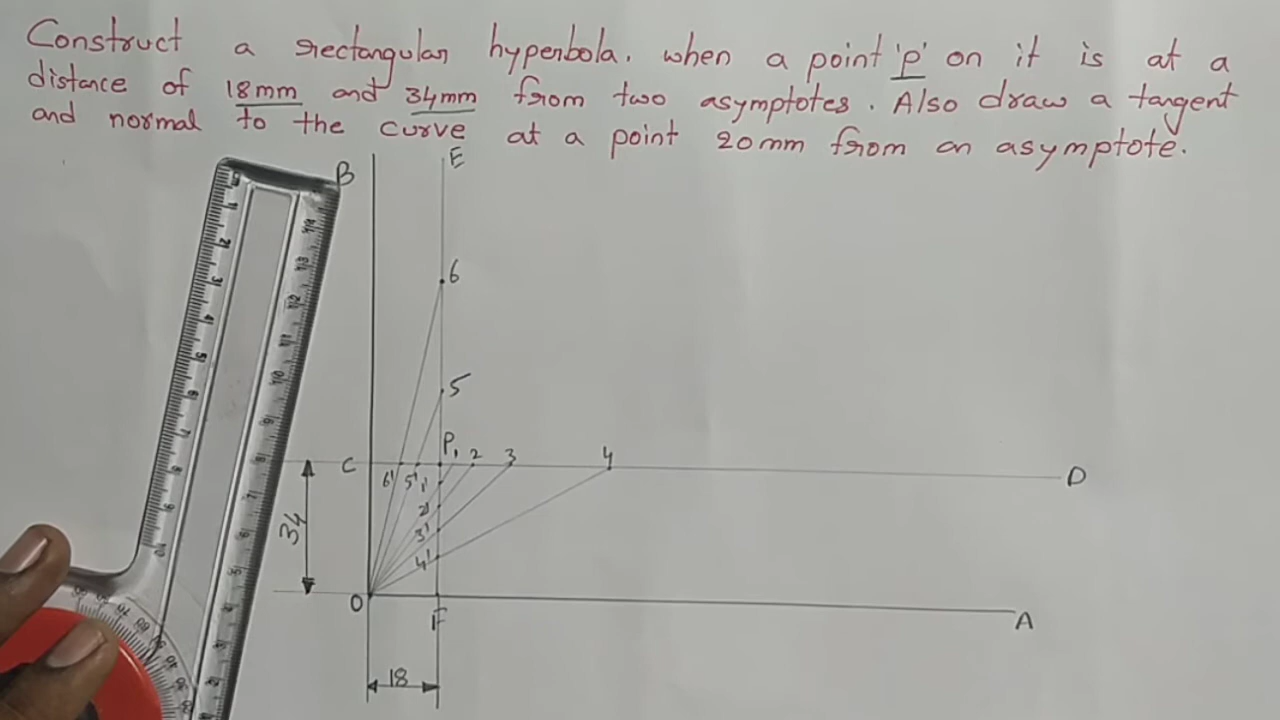 Construct a rectangular hyperbola. when a point 'p' on it is at a
distance of 18mm and 34mm from two asymptotes. Also draw a tangent
and normal to the curve at a point 20mm from an asymptote.
B E
6
5
C P, 2 3 4 D
6' 5' 1'
2'
3'
4'
34
O F A
18